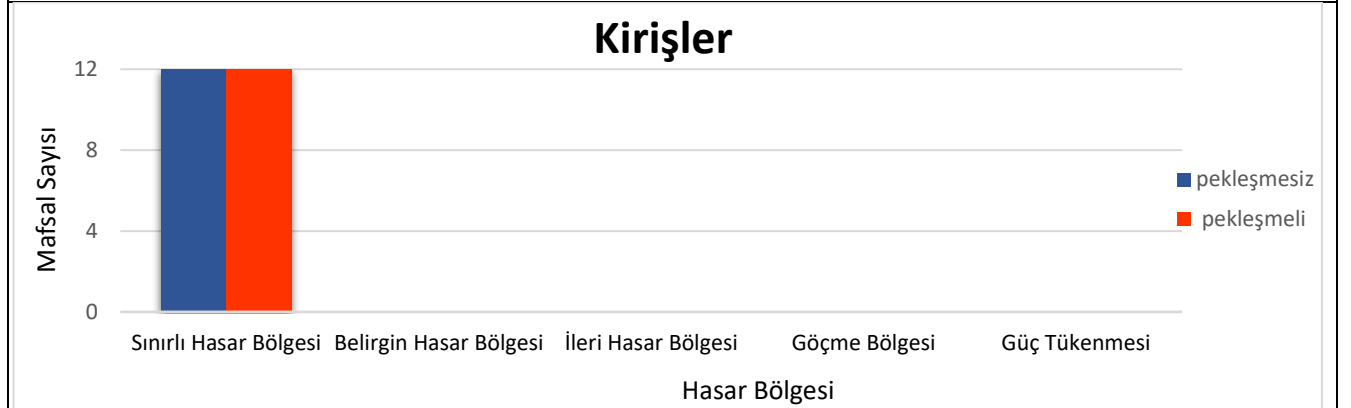 Kirişler
12
8
4
0
Mafsal Sayısı
Sınırlı Hasar Bölgesi Belirgin Hasar Bölgesi İleri Hasar Bölgesi Göçme Bölgesi Güç Tükenmesi
Hasar Bölgesi
pekleşmesiz
pekleşmeli